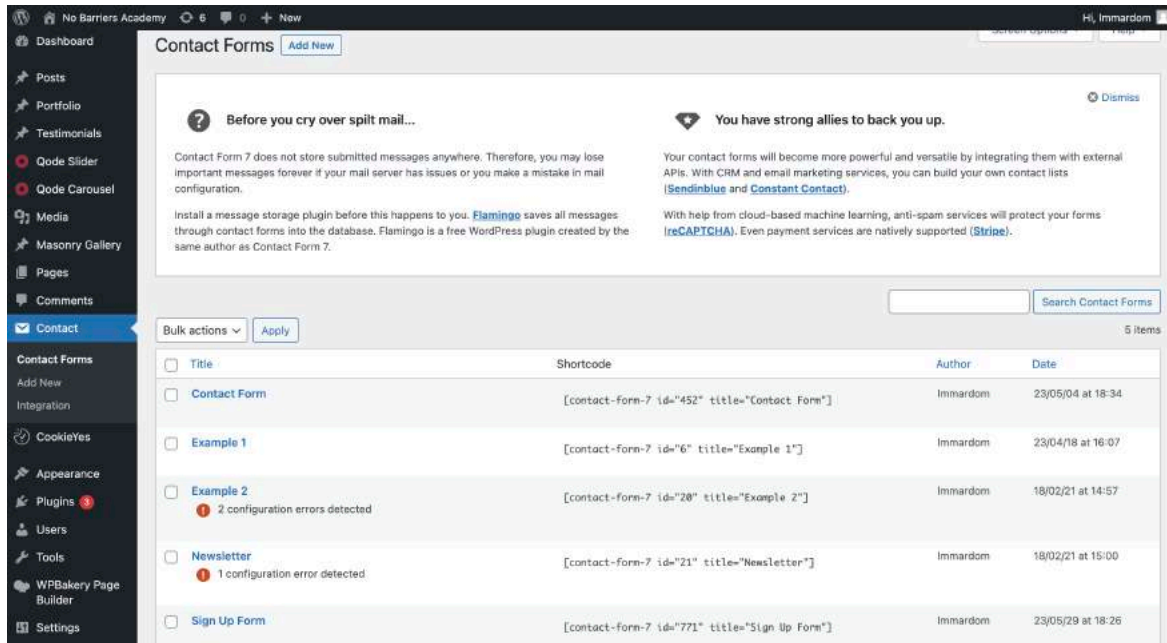 No Barriers Academy 6 0 + New Hi, Immardom
Dashboard
Posts
Portfolio
Testimonials
Qode Slider
Qode Carousel
Media
Masonry Gallery
Pages
Comments
Contact
Contact Forms
Add New
Integration
CookieYes
Appearance
Plugins 3
Users
Tools
WPBakery Page
Builder
Settings
Contact Forms Add New
Dismiss
Before you cry over spilt mail...
Contact Form 7 does not store submitted messages anywhere. Therefore, you may lose
important messages forever if your mail server has issues or you make a mistake in mail
configuration.
Install a message storage plugin before this happens to you. Flamingo saves all messages
through contact forms into the database. Flamingo is a free WordPress plugin created by the
same author as Contact Form 7.
You have strong allies to back you up.
Your contact forms will become more powerful and versatile by integrating them with external
APIs. With CRM and email marketing services, you can build your own contact lists
(Sendinblue and Constant Contact).
With help from cloud-based machine learning, anti-spam services will protect your forms
(reCAPTCHA). Even payment services are natively supported (Stripe).
Search Contact Forms
Bulk actions Apply 5 items
Title Shortcode Author Date
Contact Form [contact-form-7 id="452" title="Contact Form"] Immardom 23/05/04 at 18:34
Example 1 [contact-form-7 id="6" title="Example 1"] Immardom 23/04/18 at 16:07
Example 2 [contact-form-7 id="20" title="Example 2"] Immardom 18/02/21 at 14:57
2 configuration errors detected
Newsletter [contact-form-7 id="21" title="Newsletter"] Immardom 18/02/21 at 15:00
1 configuration error detected
Sign Up Form [contact-form-7 id="771" title="Sign Up Form"] Immardom 23/05/29 at 18:26